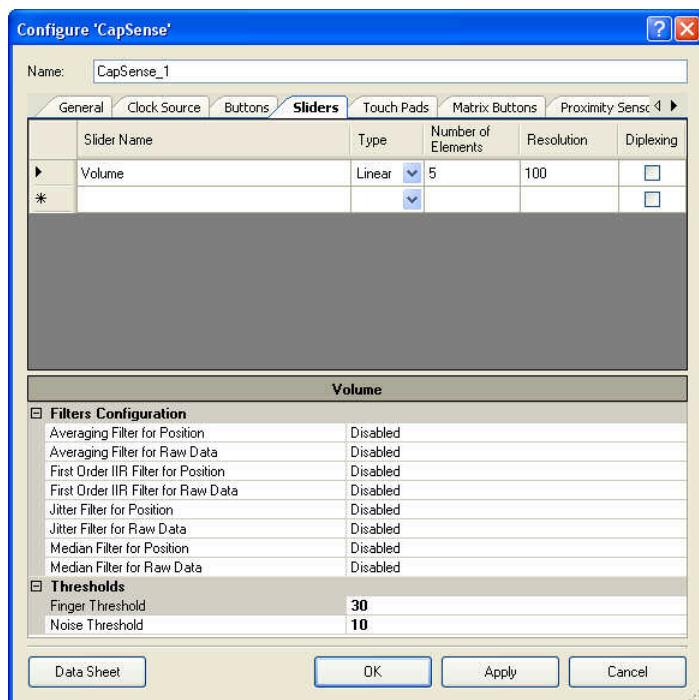 Configure 'CapSense'
Name: CapSense_1
General Clock Source Buttons Sliders Touch Pads Matrix Buttons Proximity Senso
Slider Name Type Number of Elements Resolution Diplexing
Volume Linear 5 100
Volume
Filters Configuration
Averaging Filter for Position Disabled
Averaging Filter for Raw Data Disabled
First Order IIR Filter for Position Disabled
First Order IIR Filter for Raw Data Disabled
Jitter Filter for Position Disabled
Jitter Filter for Raw Data Disabled
Median Filter for Position Disabled
Median Filter for Raw Data Disabled
Thresholds
Finger Threshold 30
Noise Threshold 10
Data Sheet OK Apply Cancel